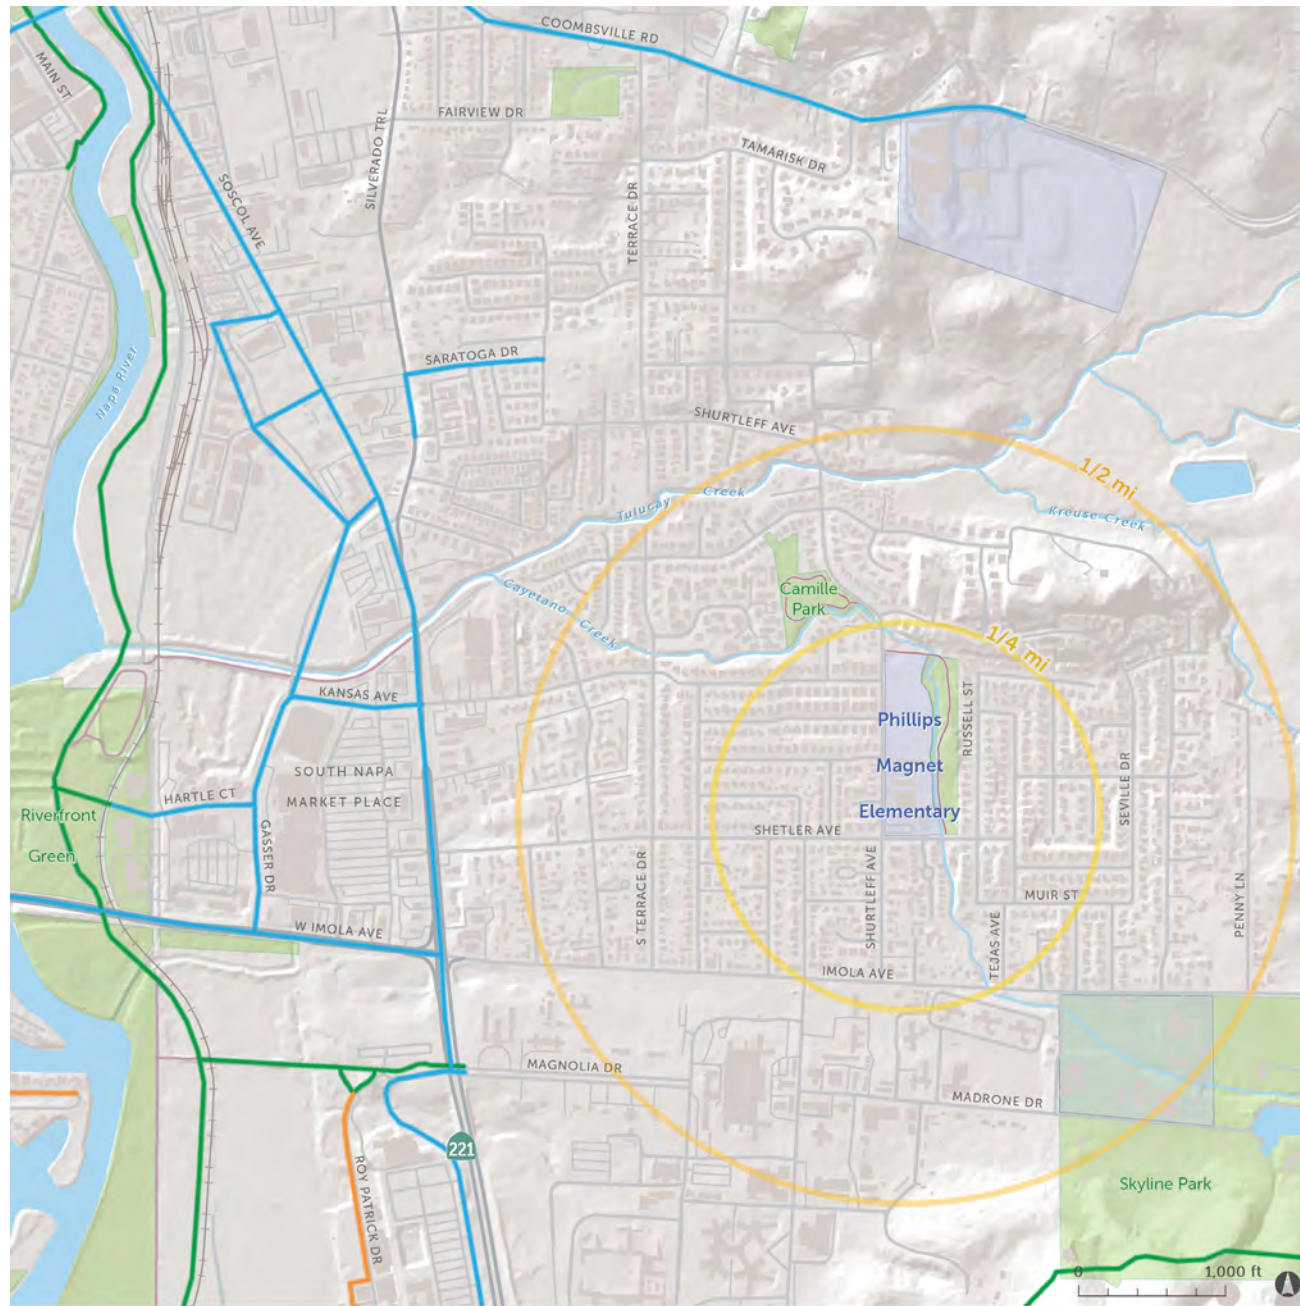 COOMBSVILLE RD
MAIN ST
FAIRVIEW DR
SILVERADO TRL
TAMARISK DR
SOSCOL AVE
TERRACE DR
Napa River
SARATOGA DR
SHURTLEFF AVE
1/2 mi
Tulucay Creek
Kreuse Creek
Cayetano Creek
Camille
Park
1/4 mi
KANSAS AVE
Phillips
Magnet
Elementary
RUSSELL ST
SOUTH NAPA
MARKET PLACE
HARTLE CT
Riverfront
Green
GASSER DR
SHETLER AVE
SEVILLE DR
S TERRACE DR
SHURTLEFF AVE
MUIR ST
TEJAS AVE
PENNY LN
W IMOLA AVE
IMOLA AVE
MAGNOLIA DR
MADRONE DR
221
ROY PATRICK DR
Skyline Park
0 1,000 ft